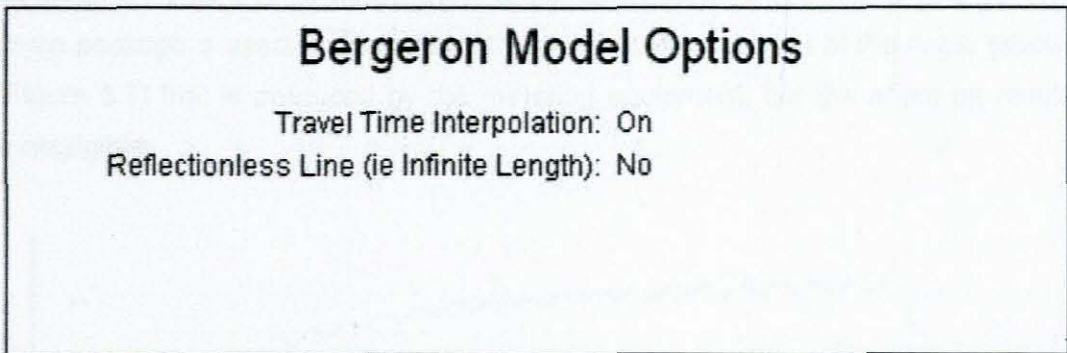 Bergeron Model Options
Travel Time Interpolation: On
Reflectionless Line (ie Infinite Length): No